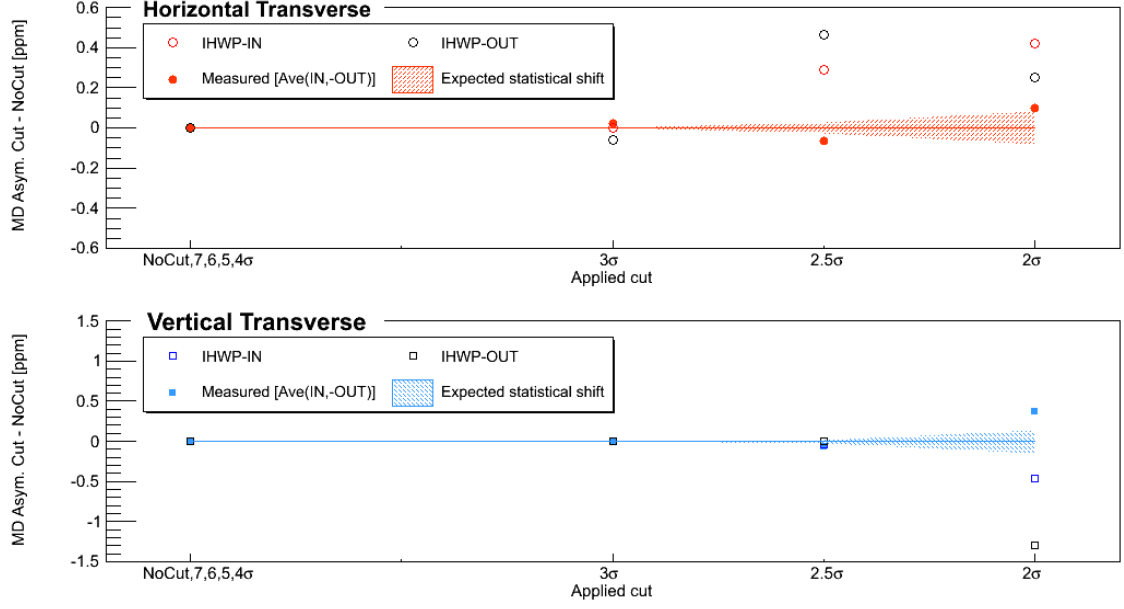 Horizontal Transverse
MD Asym. Cut - NoCut [ppm]
0.6
0.4
0.2
0
-0.2
-0.4
-0.6
IHWP-IN
IHWP-OUT
Measured [Ave(IN,-OUT)]
Expected statistical shift
NoCut,7,6,5,4σ
3σ
2.5σ
2σ
Applied cut
Vertical Transverse
MD Asym. Cut - NoCut [ppm]
1.5
1
0.5
0
-0.5
-1
-1.5
IHWP-IN
IHWP-OUT
Measured [Ave(IN,-OUT)]
Expected statistical shift
NoCut,7,6,5,4σ
3σ
2.5σ
2σ
Applied cut